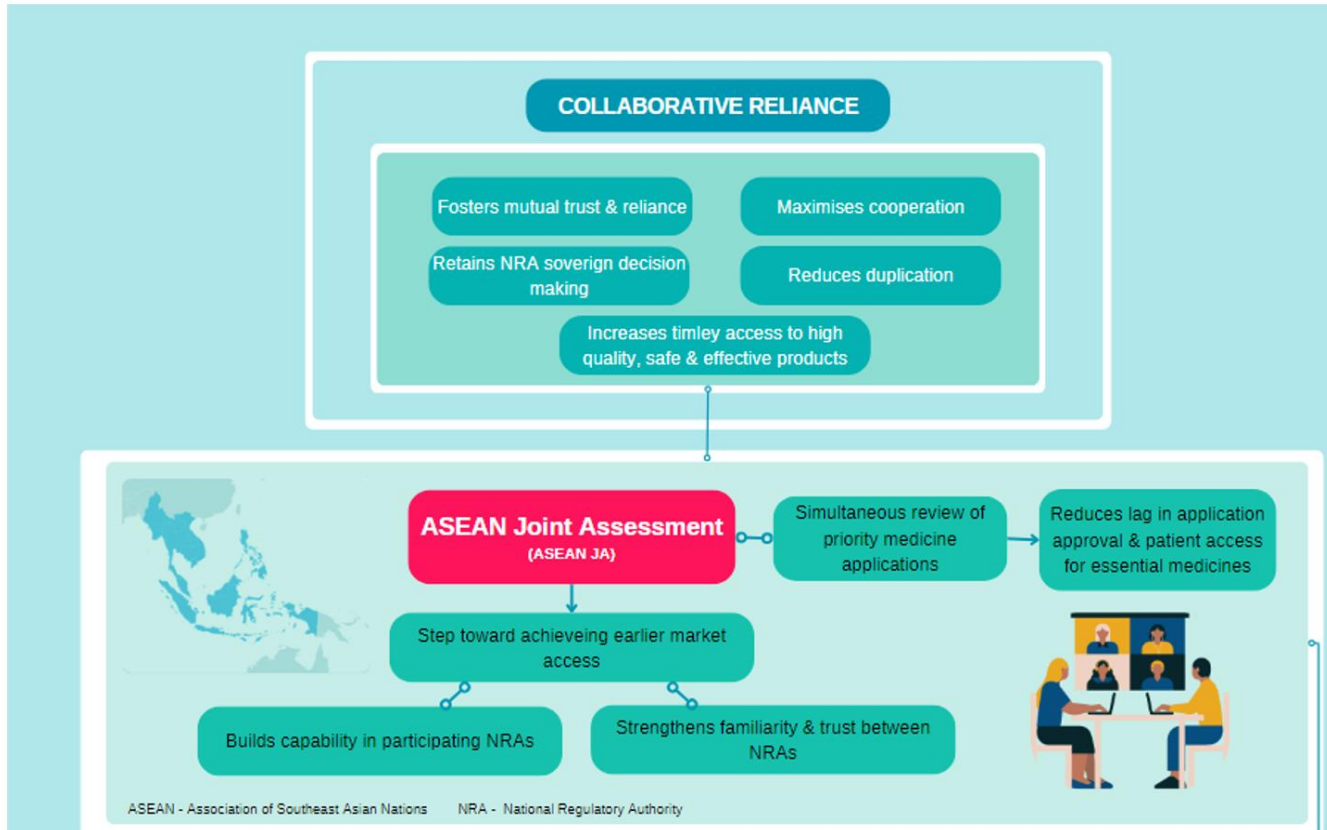 COLLABORATIVE RELIANCE
Fosters mutual trust & reliance
Maximises cooperation
Retains NRA soverign decision
making
Reduces duplication
Increases timley access to high
quality, safe & effective products
ASEAN Joint Assessment
(ASEAN JA)
Simultaneous review of
priority medicine
applications
Reduces lag in application
approval & patient access
for essential medicines
Step toward achieveing earlier market
access
Builds capability in participating NRAs
Strengthens familiarity & trust between
NRAs
ASEAN - Association of Southeast Asian Nations
NRA - National Regulatory Authority